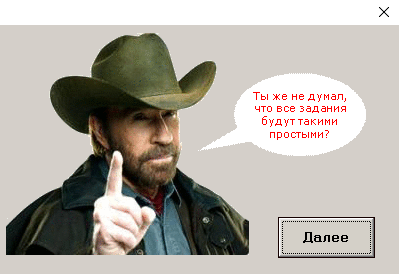 Ты же не думал,
что все задания
будут такими
простыми?
Далее